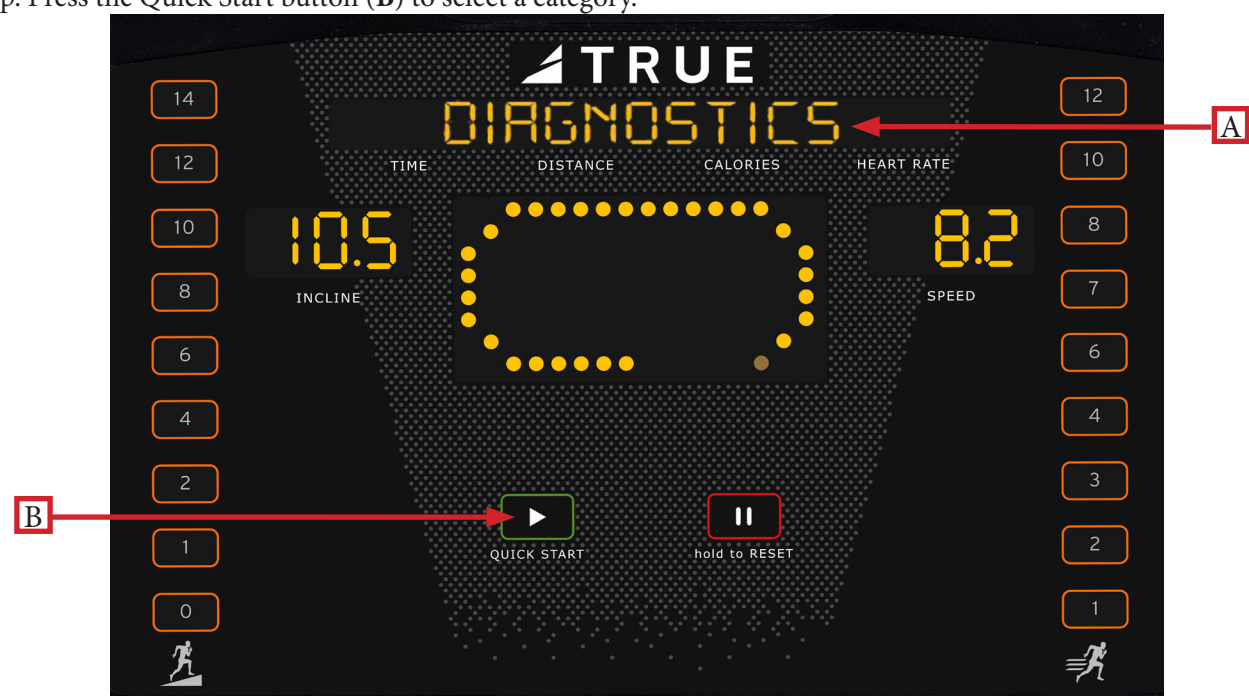 p. Press the Quick Start button (B) to select a category.
TRUE
14
12
DIAGNOSTICS
A
12
TIME
DISTANCE
CALORIES
HEART RATE
10
10
10.5
8.2
8
8
INCLINE
SPEED
7
6
6
4
4
2
3
B
QUICK START
hold to RESET
1
2
0
1